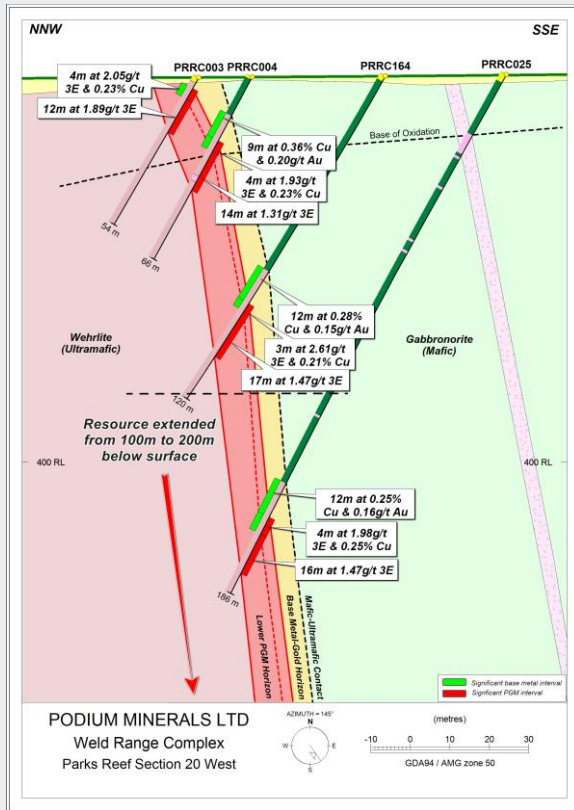 NNW
SSE
PRRC003
PRRC004
PRRC164
PRRC025
4m at 2.05g/t
3E & 0.23% Cu
12m at 1.89g/t 3E
9m at 0.36% Cu
& 0.20g/t Au
Base of Oxidation
4m at 1.93g/t
3E & 0.23% Cu
14m at 1.31g/t 3E
54 m
66 m
12m at 0.28%
Cu & 0.15g/t Au
Wehrlite
(Ultramafic)
Gabbronorite
(Mafic)
3m at 2.61g/t
3E & 0.21% Cu
17m at 1.47g/t 3E
120 m
Resource extended
from 100m to 200m
below surface
400 RL
400 RL
12m at 0.25%
Cu & 0.16g/t Au
4m at 1.98g/t
3E & 0.25% Cu
16m at 1.47g/t 3E
186 m
Lower PGM Horizon
Base Metal-Gold Horizon
Mafic-Ultramafic Contact
Significant base metal interval
Signficant PGM interval
PODIUM MINERALS LTD
Weld Range Complex
Parks Reef Section 20 West
AZIMUTH = 145°
N
W
E
S
(metres)
-10 0 10 20 30
GDA94 / AMG zone 50